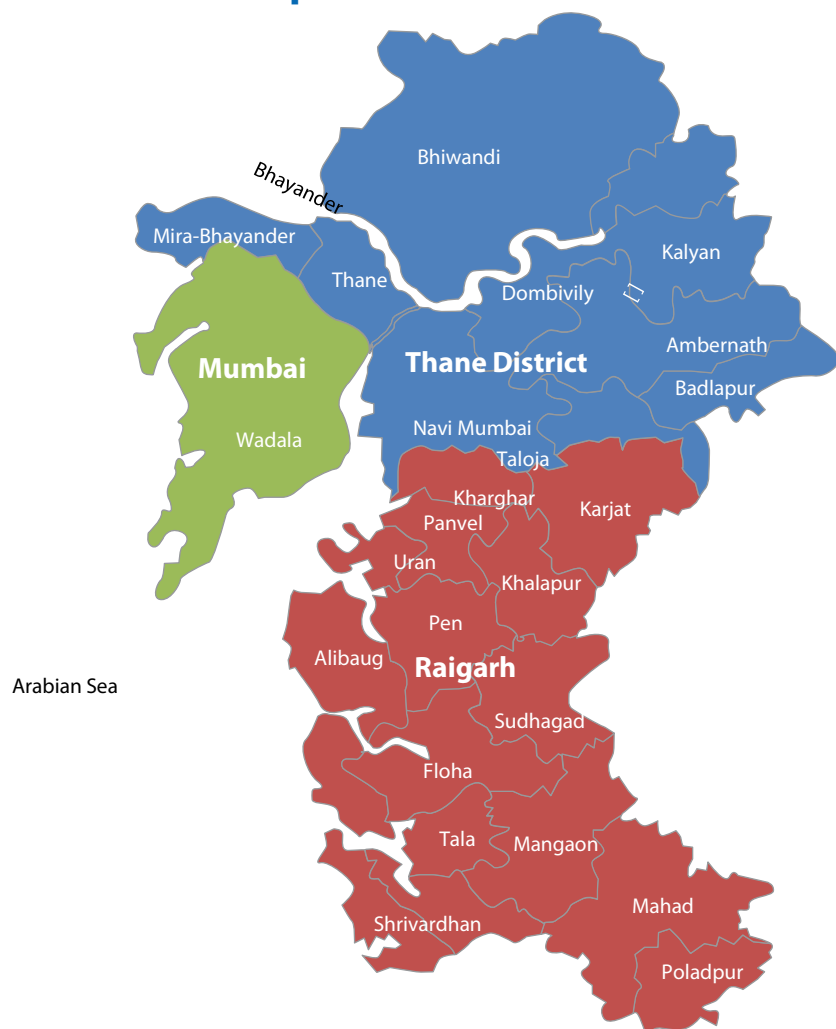 Bhiwandi
Bhayander
Mira-Bhayander
Kalyan
Thane
Dombivily
Ambernath
Mumbai
Thane District
Badlapur
Navi Mumbai
Wadala
Taloja
Kharghar
Karjat
Panvel
Uran
Khalapur
Pen
Alibaug
Raigarh
Arabian Sea
Sudhagad
Floha
Tala
Mangaon
Mahad
Shrivardhan
Poladpur